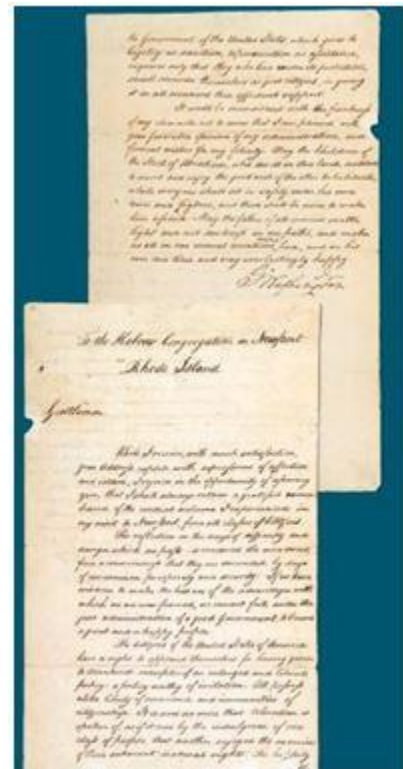 the Government of the United States, which gives to
bigotry no sanction, to persecution no assistance,
requires only that they who live under its protection,
should demean themselves as good citizens, in giving
it on all occasions their effectual support.
It would be inconsistent with the frankness
of my character not to avow that I am pleased with
your favorable opinion of my administration, and
fervent wishes for my felicity. May the Children of
the Stock of Abraham, who dwell in this land, continue
to merit and enjoy the good will of the other Inhabitants,
while every one shall sit in safety under his own
vine and figtree, and there shall be none to make
him afraid. May the father of all mercies scatter
light and not darkness in our paths, and make
us all in our several vocations here, and in his
own due time and way everlastingly happy.
G. Washington
To the Hebrew Congregation in Newport
Rhode Island
Gentlemen
While I receive, with much satisfaction,
your Address replete with expressions of affection
and esteem, I rejoice in the opportunity of assuring
you, that I shall always retain a grateful
of the cordial welcome I experienced in
my visit to Newport, from all classes of Citizens.
The reflection on the days of difficulty and
danger which are past is rendered the more sweet,
from a consciousness that they are succeeded by days
of uncommon prosperity and security. If we have
wisdom to make the best use of the advantages with
which we are now favored, we cannot fail, under the
just administration of a good Government, to become
a great and a happy people.
The Citizens of the United States of America
have a right to applaud themselves for having given
to mankind examples of an enlarged and liberal
policy: a policy worthy of imitation. All possess
alike liberty of conscience and immunities of
citizenship. It is now no more that toleration is
spoken of, as if it was by the indulgence of one
class of people, that another enjoyed the exercise
of their inherent natural rights. For happily